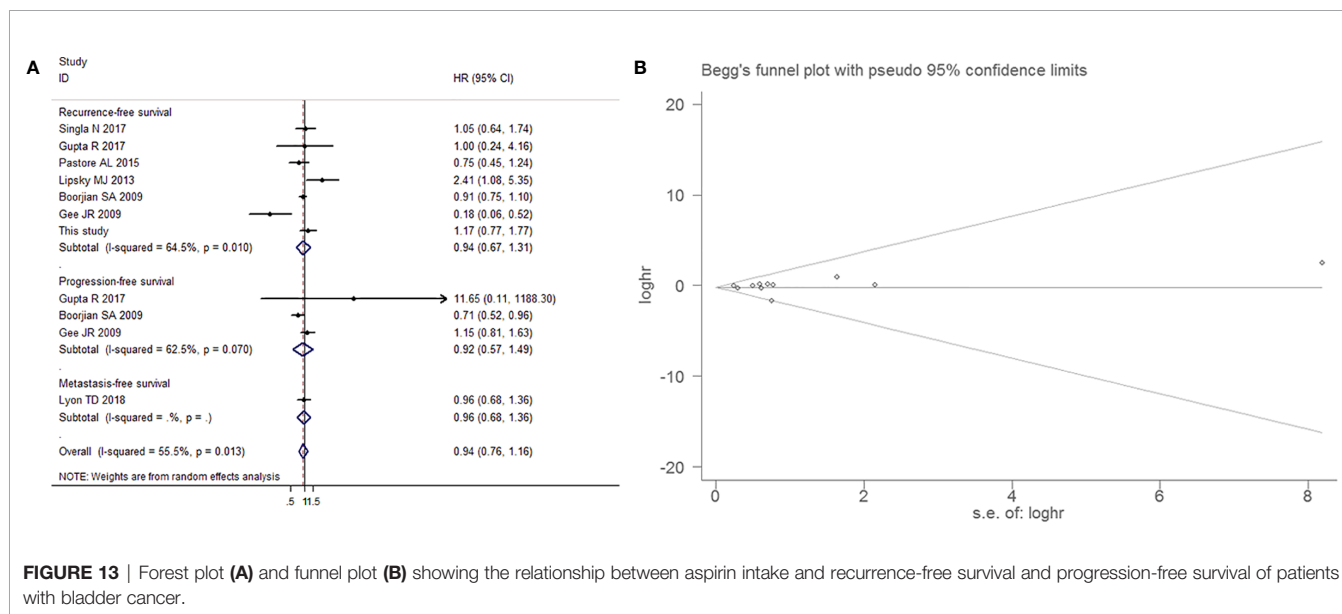 A
Study
ID HR (95% CI)
Recurrence-free survival
Singla N 2017 1.05 (0.64, 1.74)
Gupta R 2017 1.00 (0.24, 4.16)
Pastore AL 2015 0.75 (0.45, 1.24)
Lipsky MJ 2013 2.41 (1.08, 5.35)
Boorjian SA 2009 0.91 (0.75, 1.10)
Gee JR 2009 0.18 (0.06, 0.52)
This study 1.17 (0.77, 1.77)
Subtotal (I-squared = 64.5%, p = 0.010) 0.94 (0.67, 1.31)
.
Progression-free survival
Gupta R 2017 11.65 (0.11, 1188.30)
Boorjian SA 2009 0.71 (0.52, 0.96)
Gee JR 2009 1.15 (0.81, 1.63)
Subtotal (I-squared = 62.5%, p = 0.070) 0.92 (0.57, 1.49)
.
Metastasis-free survival
Lyon TD 2018 0.96 (0.68, 1.36)
Subtotal (I-squared = .%, p = .) 0.96 (0.68, 1.36)
.
Overall (I-squared = 55.5%, p = 0.013) 0.94 (0.76, 1.16)
NOTE: Weights are from random effects analysis
.5 1 1.5
B
Begg's funnel plot with pseudo 95% confidence limits
20
10
0
-10
-20
loghr
0 2 4 6 8
s.e. of: loghr
FIGURE 13 | Forest plot (A) and funnel plot (B) showing the relationship between aspirin intake and recurrence-free survival and progression-free survival of patients
with bladder cancer.